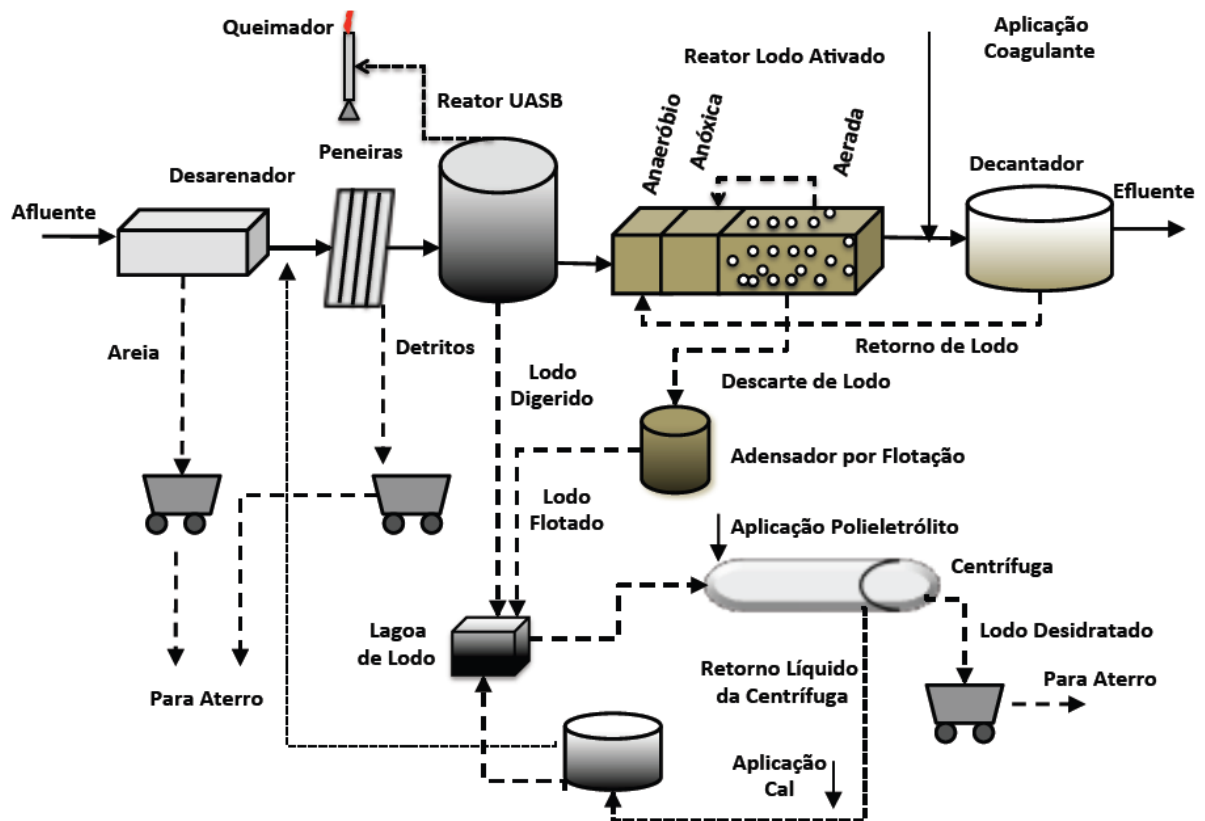 Queimador
Aplicação
Coagulante
Reator Lodo Ativado
Reator UASB
Anaeróbio
Anóxica
Aerada
Peneiras
Desarenador
Decantador
Afluente
Efluente
Areia
Detritos
Retorno de Lodo
Lodo
Digerido
Descarte de Lodo
Adensador por Flotação
Lodo
Flotado
Aplicação Polieletrólito
Centrífuga
Lagoa
de Lodo
Lodo Desidratado
Retorno Líquido
da Centrífuga
Para Aterro
Para Aterro
Aplicação
Cal